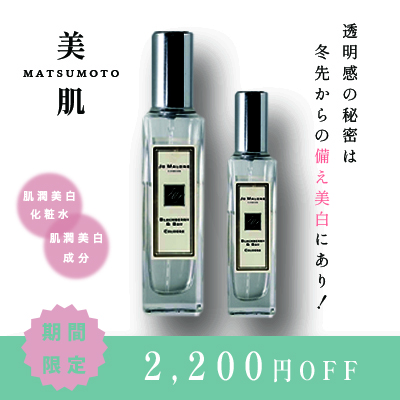 美
MATSUMOTO
肌
透明感の秘密は
冬先からの備え美白にあり!
肌潤美白
化粧水
肌潤美白
成分
JO MALONE
LONDON
BLACKBERRY
& BAY
COLOGNE
JO MALONE
LONDON
BLACKBERRY
& BAY
COLOGNE
期間
限定
2,200円OFF